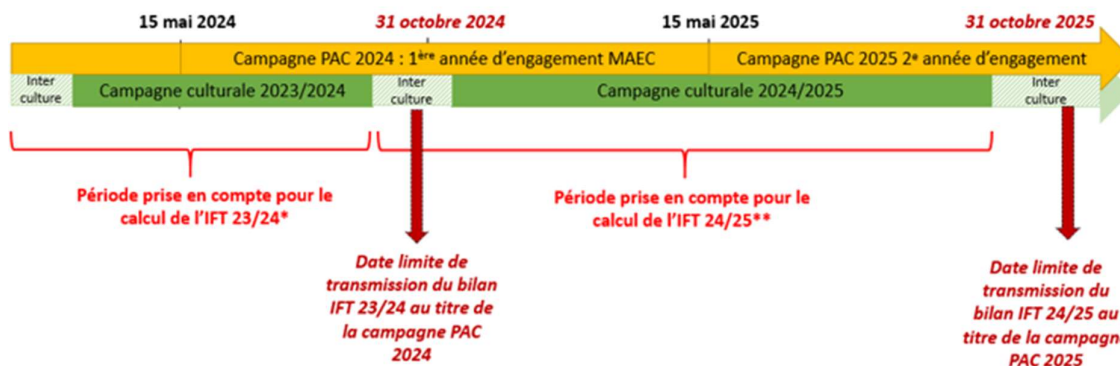 15 mai 2024
31 octobre 2024
15 mai 2025
31 octobre 2025
Campagne PAC 2024 : 1ère année d'engagement MAEC
Campagne PAC 2025 2e année d'engagement
Inter
culture
Campagne culturale 2023/2024
Inter
culture
Campagne culturale 2024/2025
Inter
culture
Période prise en compte pour le
calcul de l'IFT 23/24*
Période prise en compte pour le
calcul de l'IFT 24/25**
Date limite de
transmission du bilan
IFT 23/24 au titre de
la campagne PAC
2024
Date limite de
transmission du
bilan IFT 24/25 au
titre de la campagne
PAC 2025